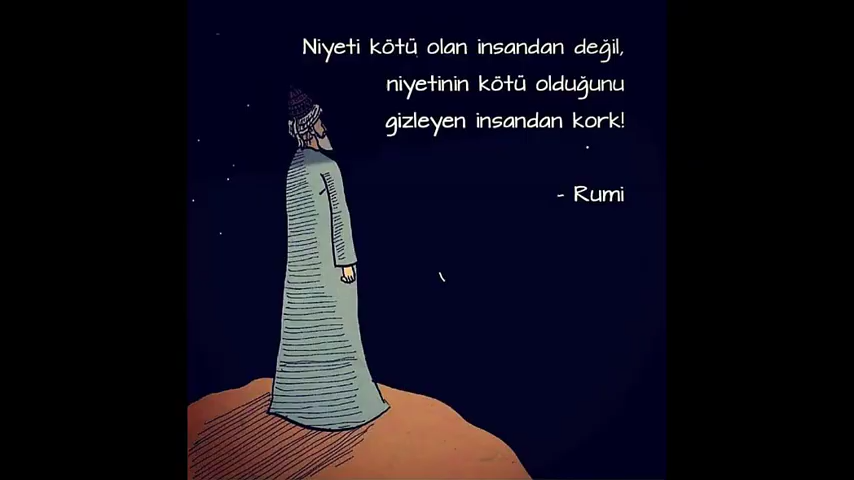 Niyeti kötü olan insandan değil,
niyetinin kötü olduğunu
gizleyen insandan kork!
- Rumi